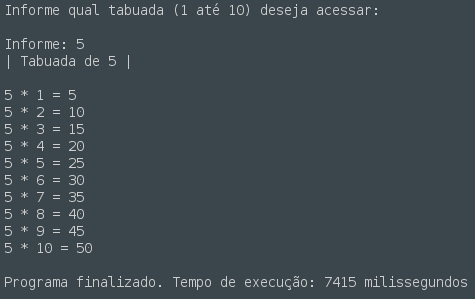 Informe qual tabuada (1 até 10) deseja acessar:
Informe: 5
| Tabuada de 5 |
5 * 1 = 5
5 * 2 = 10
5 * 3 = 15
5 * 4 = 20
5 * 5 = 25
5 * 6 = 30
5 * 7 = 35
5 * 8 = 40
5 * 9 = 45
5 * 10 = 50
Programa finalizado. Tempo de execução: 7415 milissegundos